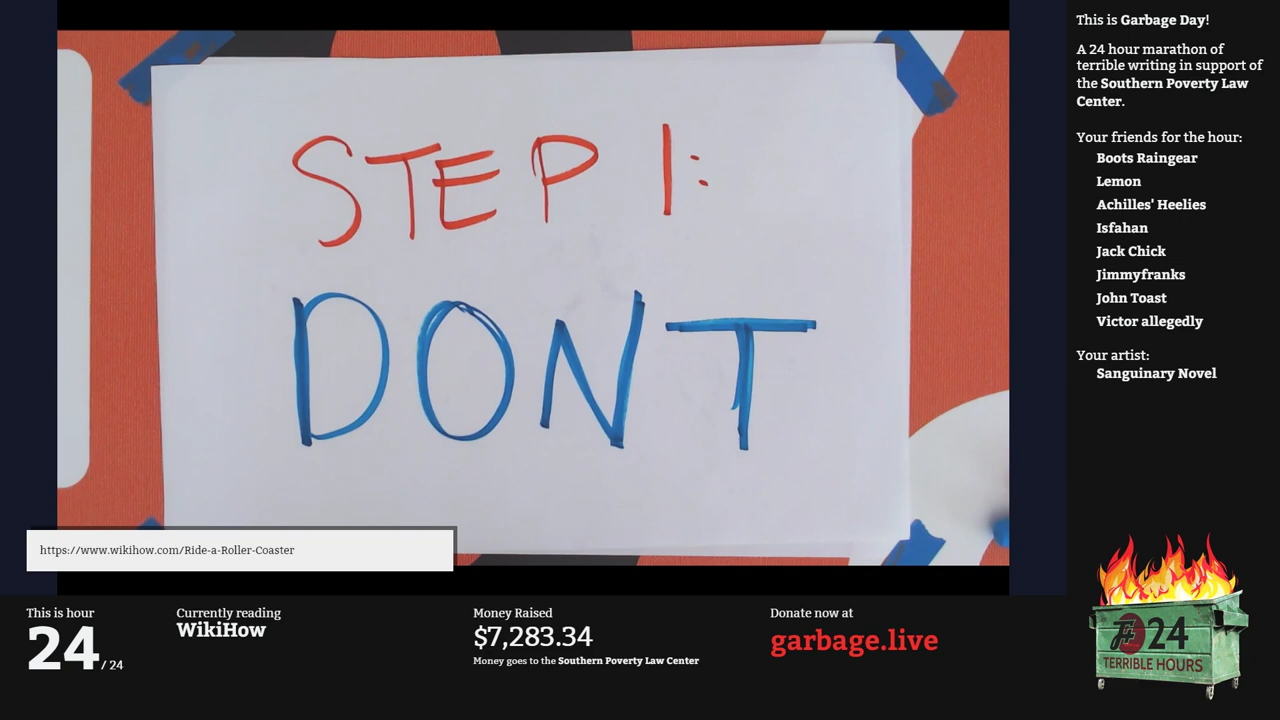 STEP 1:
DONT
https://www.wikihow.com/Ride-a-Roller-Coaster
This is hour
24 / 24
Currently reading
WikiHow
Money Raised
$7,283.34
Money goes to the Southern Poverty Law Center
Donate now at
garbage.live
This is Garbage Day!
A 24 hour marathon of
terrible writing in support of
the Southern Poverty Law
Center.
Your friends for the hour:
Boots Raingear
Lemon
Achilles' Heelies
Isfahan
Jack Chick
Jimmyfranks
John Toast
Victor allegedly
Your artist:
Sanguinary Novel
24
TERRIBLE HOURS